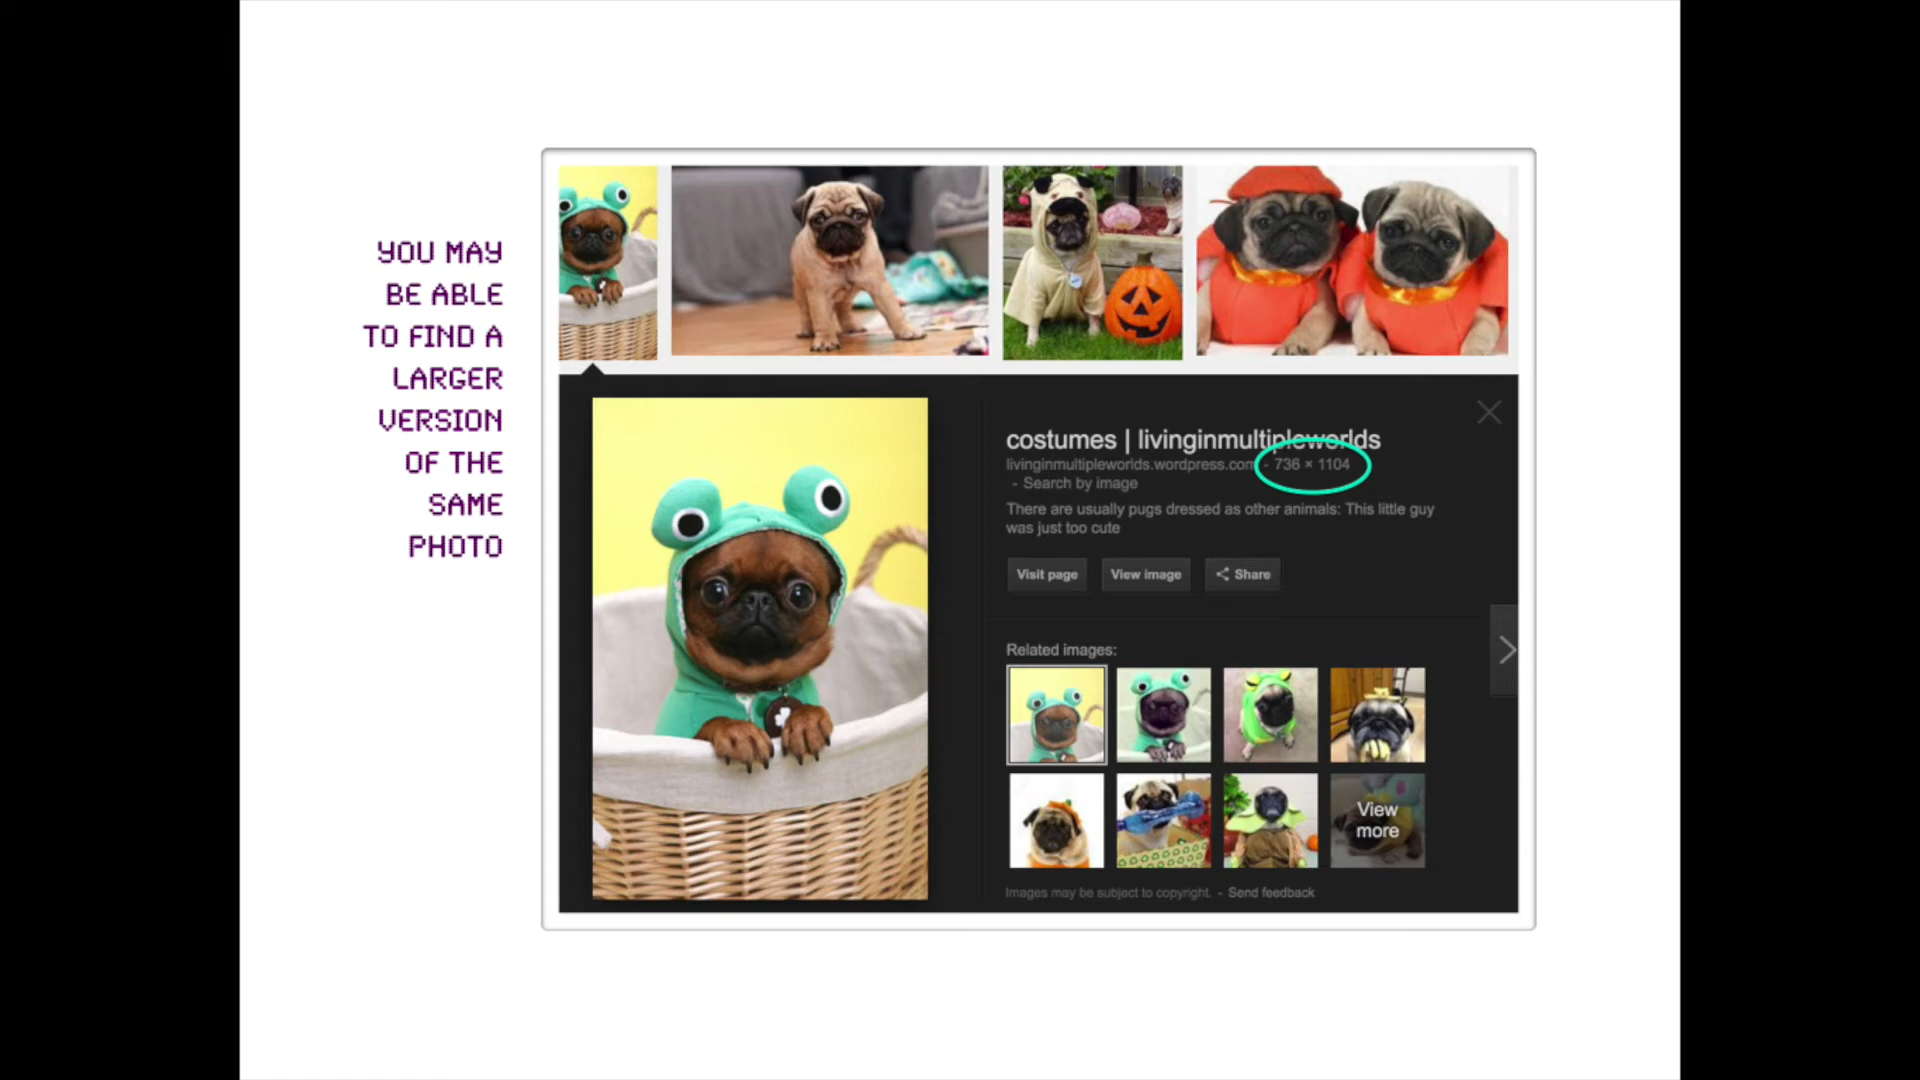 YOU MAY
BE ABLE
TO FIND A
LARGER
VERSION
OF THE
SAME
PHOTO
costumes | livinginmultipleworlds
livinginmultipleworlds.wordpress.com - 736 × 1104
- Search by image
There are usually pugs dressed as other animals: This little guy
was just too cute
Visit page View image Share
Related images:
View
more
Images may be subject to copyright. - Send feedback